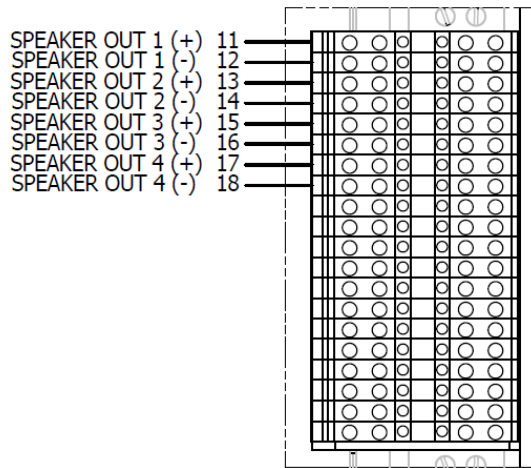 SPEAKER OUT 1 (+) 11
SPEAKER OUT 1 (-) 12
SPEAKER OUT 2 (+) 13
SPEAKER OUT 2 (-) 14
SPEAKER OUT 3 (+) 15
SPEAKER OUT 3 (-) 16
SPEAKER OUT 4 (+) 17
SPEAKER OUT 4 (-) 18